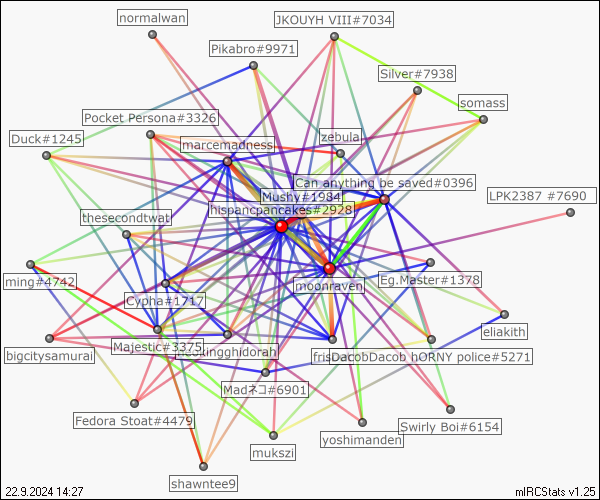 normalwan
JKOUYH VIII#7034
Pikabro#9971
Silver#7938
somass
Pocket Persona#3326
Duck#1245
marcemadness
zebula
Can anything be saved#0396
Mushy#1984
LPK2387 #7690
hispancpancakes#2928
thesecondtwat
ming#4742
moonraven
Eg.Master#1378
Cypha#1717
eliakith
bigcitysamurai
Majestic#3375
kingghidorah
frisDacobDacob bORNY police#5271
Madネコ#6901
Fedora Stoat#4479
Swirly Boi#6154
yoshimanden
mukszi
shawntee9
22.9.2024 14:27
mIRCStats v1.25